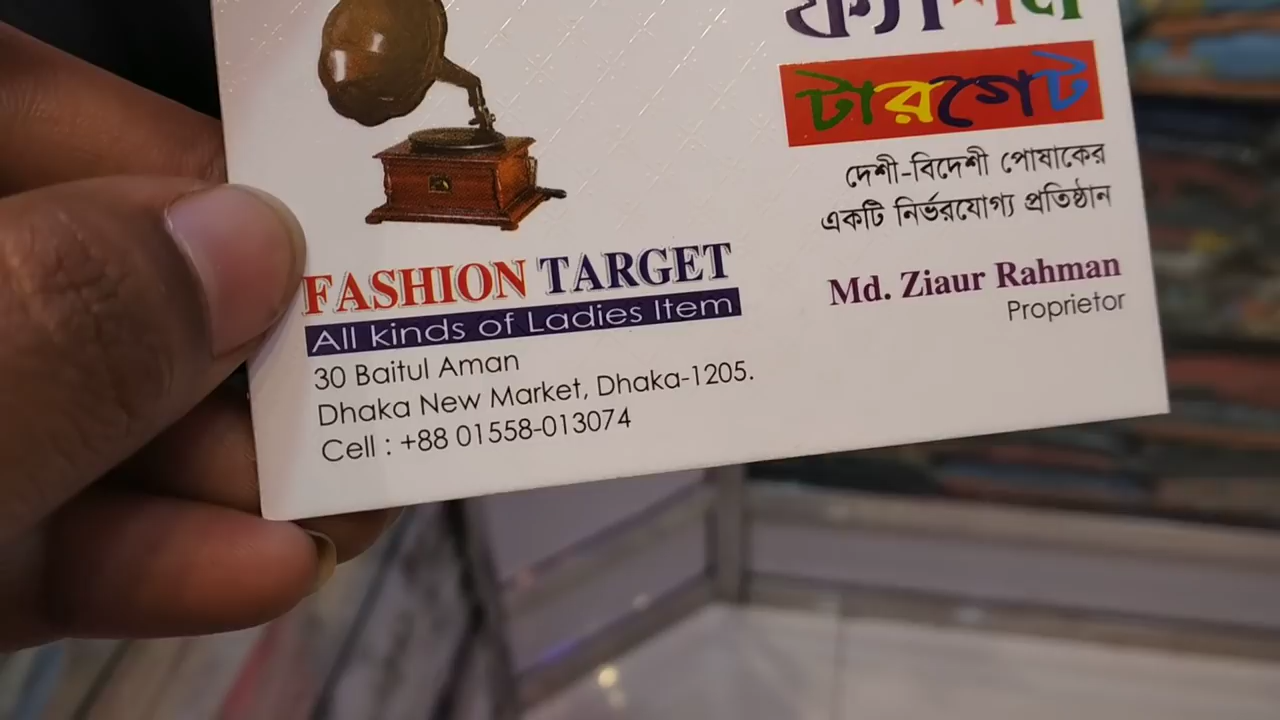 ফ্যাশন
টারগেট
দেশী-বিদেশী পোষাকের
একটি নির্ভরযোগ্য প্রতিষ্ঠান
FASHION TARGET
All kinds of Ladies Item
30 Baitul Aman
Dhaka New Market, Dhaka-1205.
Cell : +88 01558-013074
Md. Ziaur Rahman
Proprietor